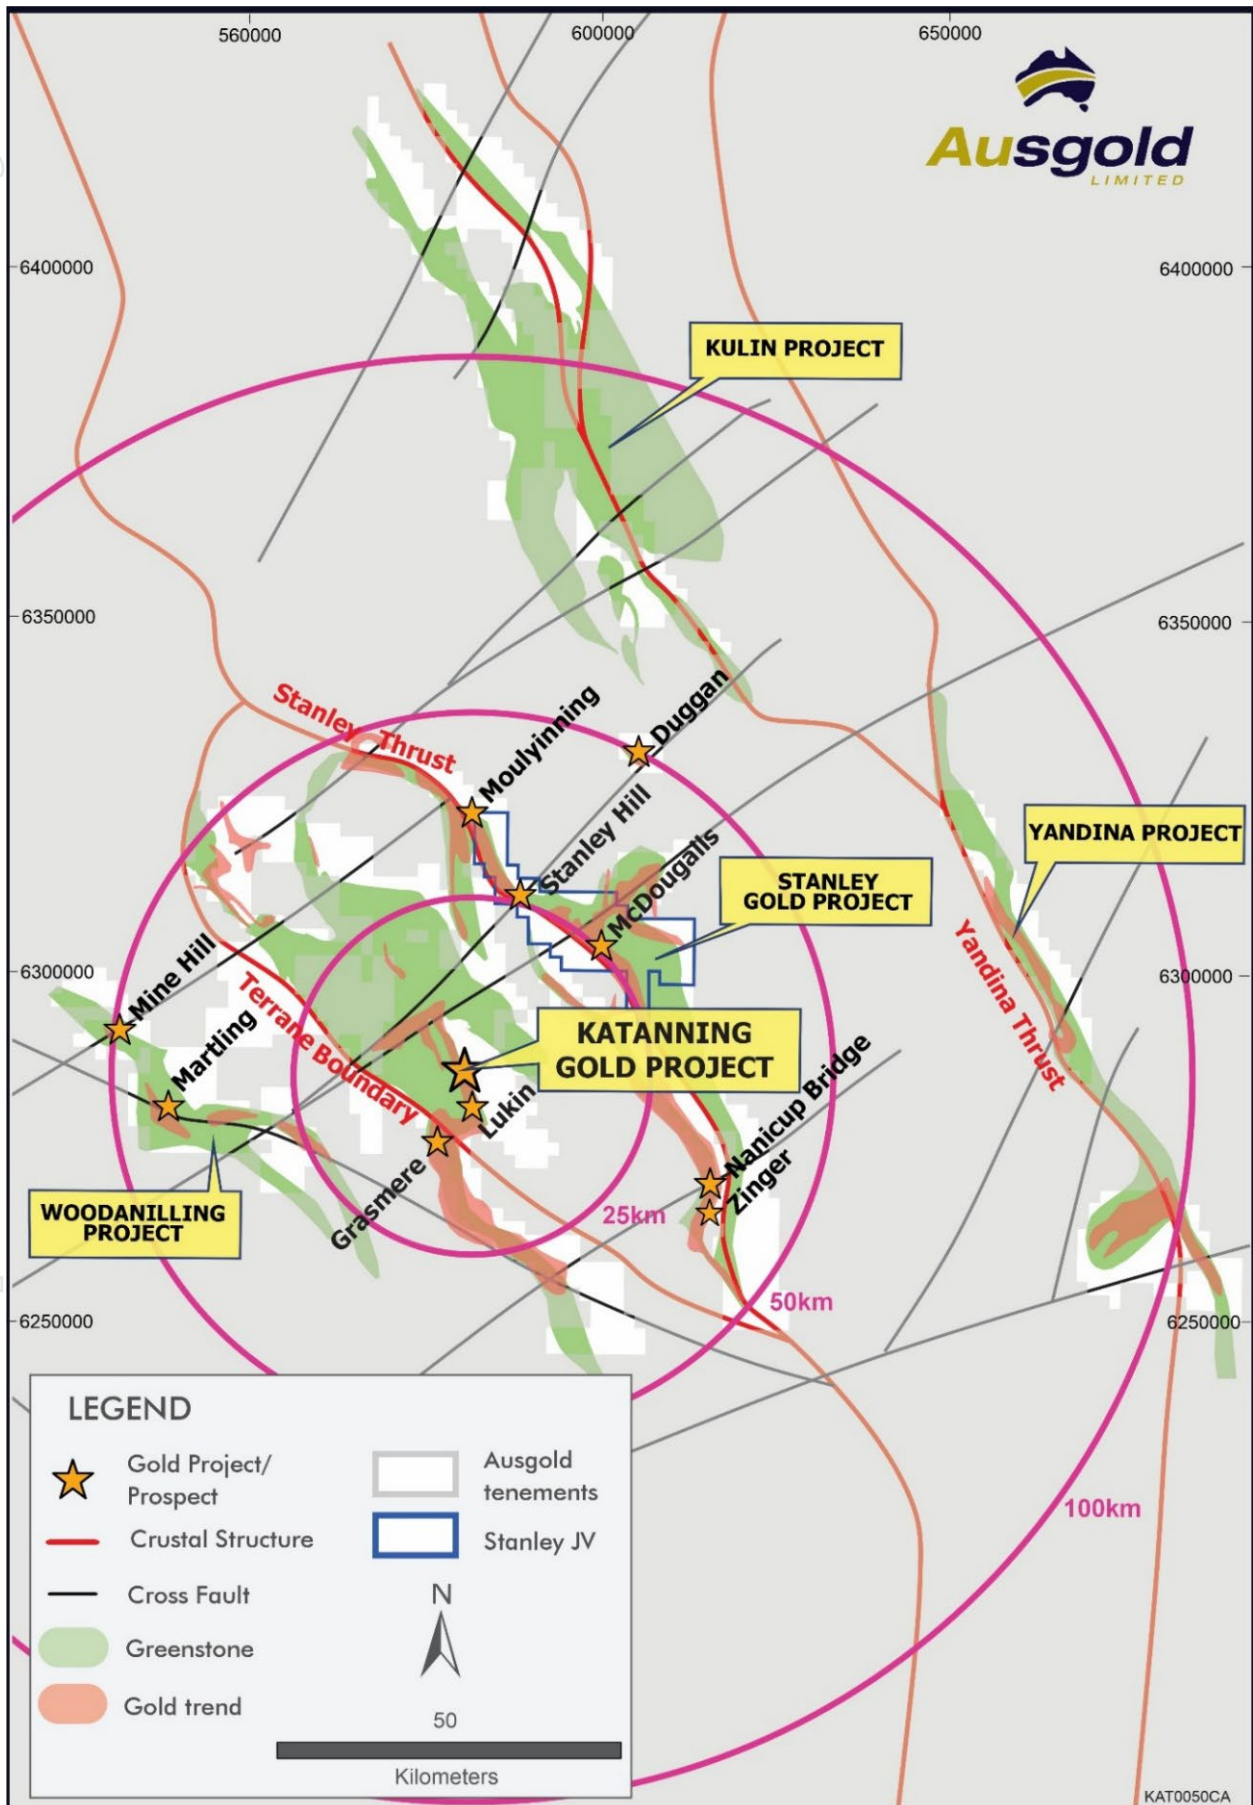 560000
600000
650000
Ausgold
LIMITED
6400000
6400000
KULIN PROJECT
6350000
6350000
Stanley Thrust
Moulyinning
Duggan
Stanley Hill
McDougalls
YANDINA PROJECT
STANLEY
GOLD PROJECT
Yandina Thrust
6300000
6300000
Mine Hill
Martling
Terrane Boundary
KATANNING
GOLD PROJECT
Lukin
Grasmere
Nanicup Bridge
Zinger
WOODANILLING
PROJECT
25km
50km
6250000
6250000
100km
LEGEND
Gold Project/
Prospect
Crustal Structure
Cross Fault
Greenstone
Gold trend
Ausgold
tenements
Stanley JV
N
50
Kilometers
KAT0050CA